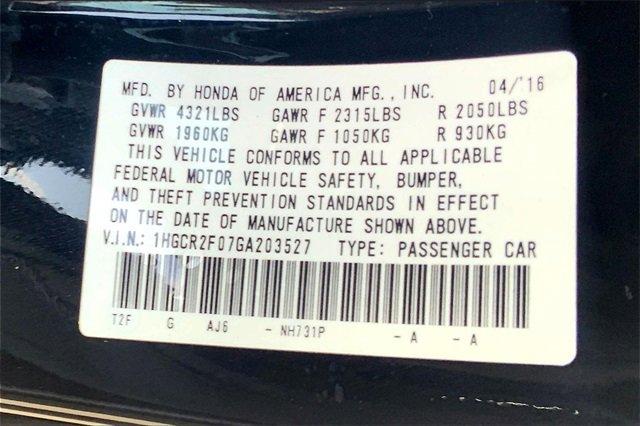 MFD. BY HONDA OF AMERICA MFG., INC. 04/'16
GVWR 4321LBS GAWR F 2315LBS R 2050LBS
GVWR 1960KG GAWR F 1050KG R 930KG
THIS VEHICLE CONFORMS TO ALL APPLICABLE
FEDERAL MOTOR VEHICLE SAFETY, BUMPER,
AND THEFT PREVENTION STANDARDS IN EFFECT
ON THE DATE OF MANUFACTURE SHOWN ABOVE.
V.I.N.: 1HGCR2F07GA203527 TYPE: PASSENGER CAR
T2F G AJ6 - NH731P - A - A